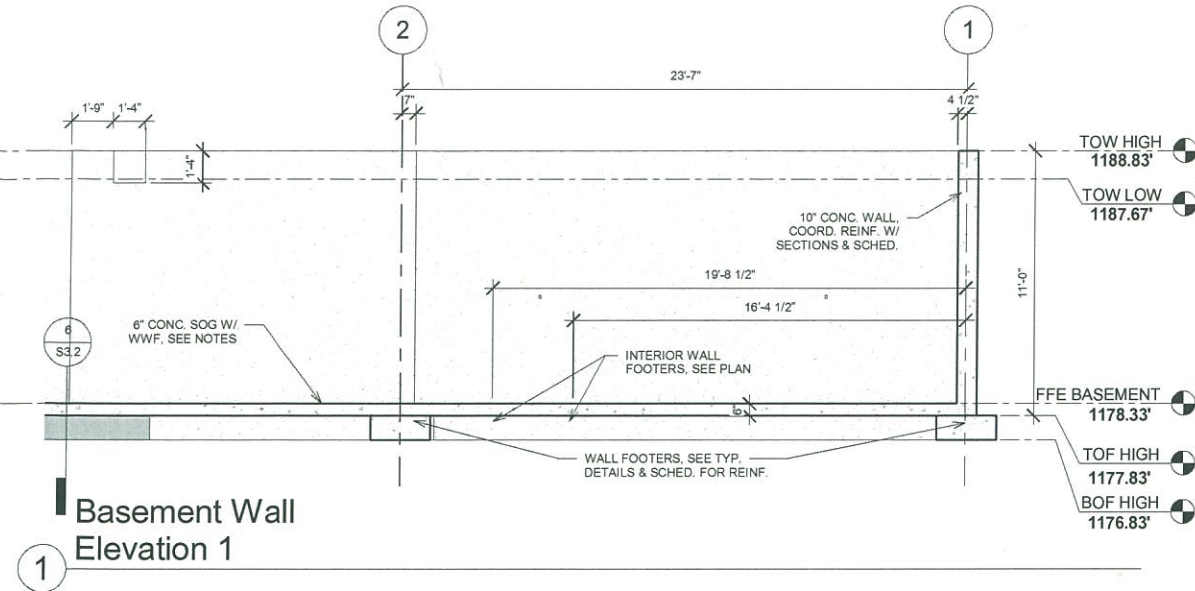 2
1
23'-7"
7"
4 1/2"
1'-9"
1'-4"
1'-4"
TOW HIGH
1188.83'
TOW LOW
1187.67'
10" CONC. WALL,
COORD. REINF. W/
SECTIONS & SCHED.
11'-0"
19'-8 1/2"
16'-4 1/2"
6
S3.2
6" CONC. SOG W/
WWF, SEE NOTES
INTERIOR WALL
FOOTERS, SEE PLAN
6"
FFE BASEMENT
1178.33'
WALL FOOTERS, SEE TYP.
DETAILS & SCHED. FOR REINF.
TOF HIGH
1177.83'
BOF HIGH
1176.83'
Basement Wall
Elevation 1
1